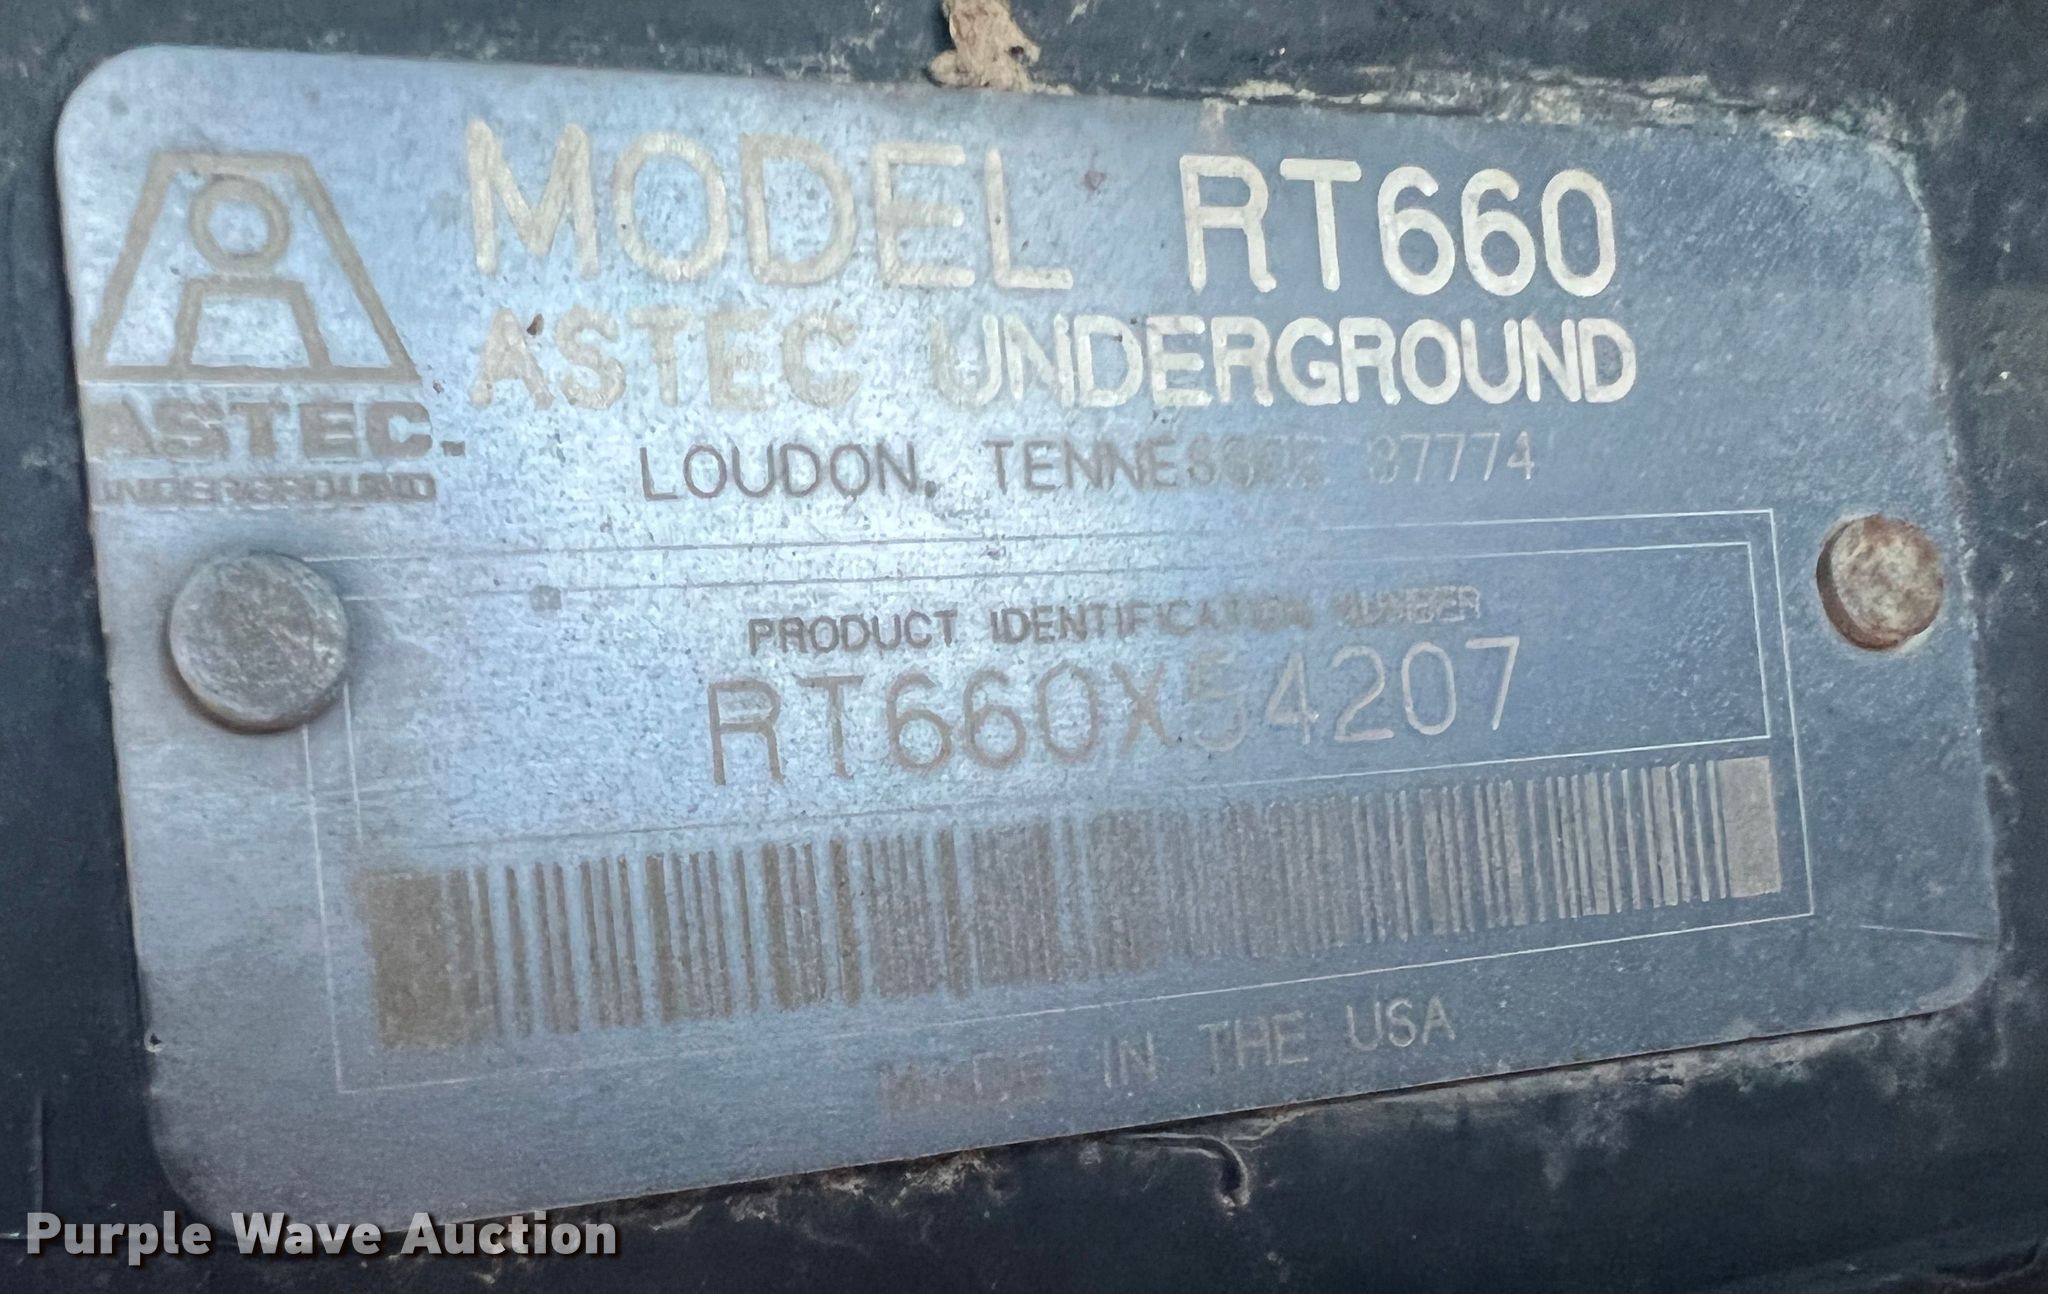 MODEL RT660
ASTEC UNDERGROUND
ASTEC.
UNDERGROUND
LOUDON, TENNESSEE 37774
PRODUCT IDENTIFICATION NUMBER
RT660X54207
MADE IN THE USA
Purple Wave Auction